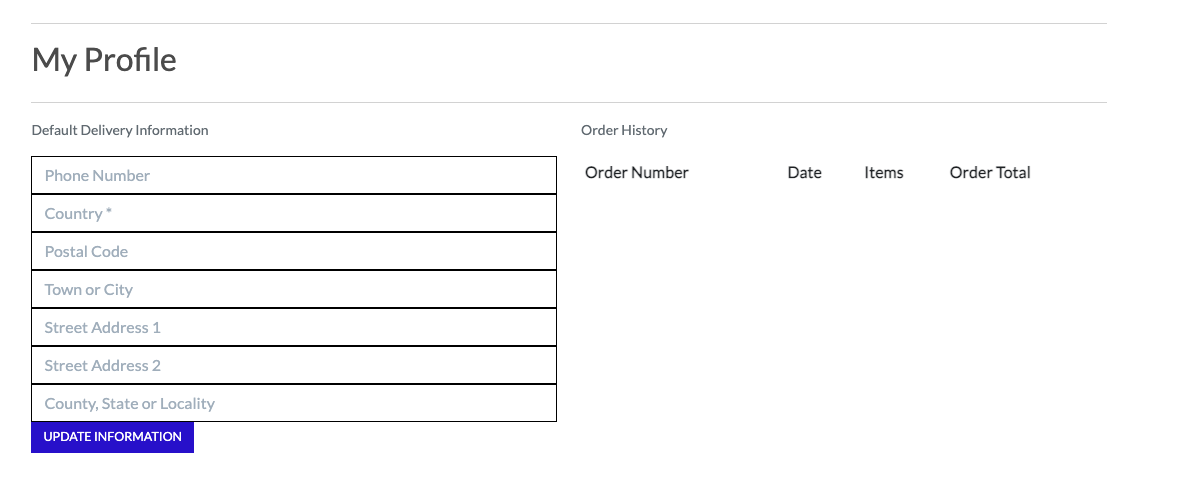 My Profile
Default Delivery Information
Phone Number
Country *
Postal Code
Town or City
Street Address 1
Street Address 2
County, State or Locality
UPDATE INFORMATION
Order History
Order Number Date Items Order Total